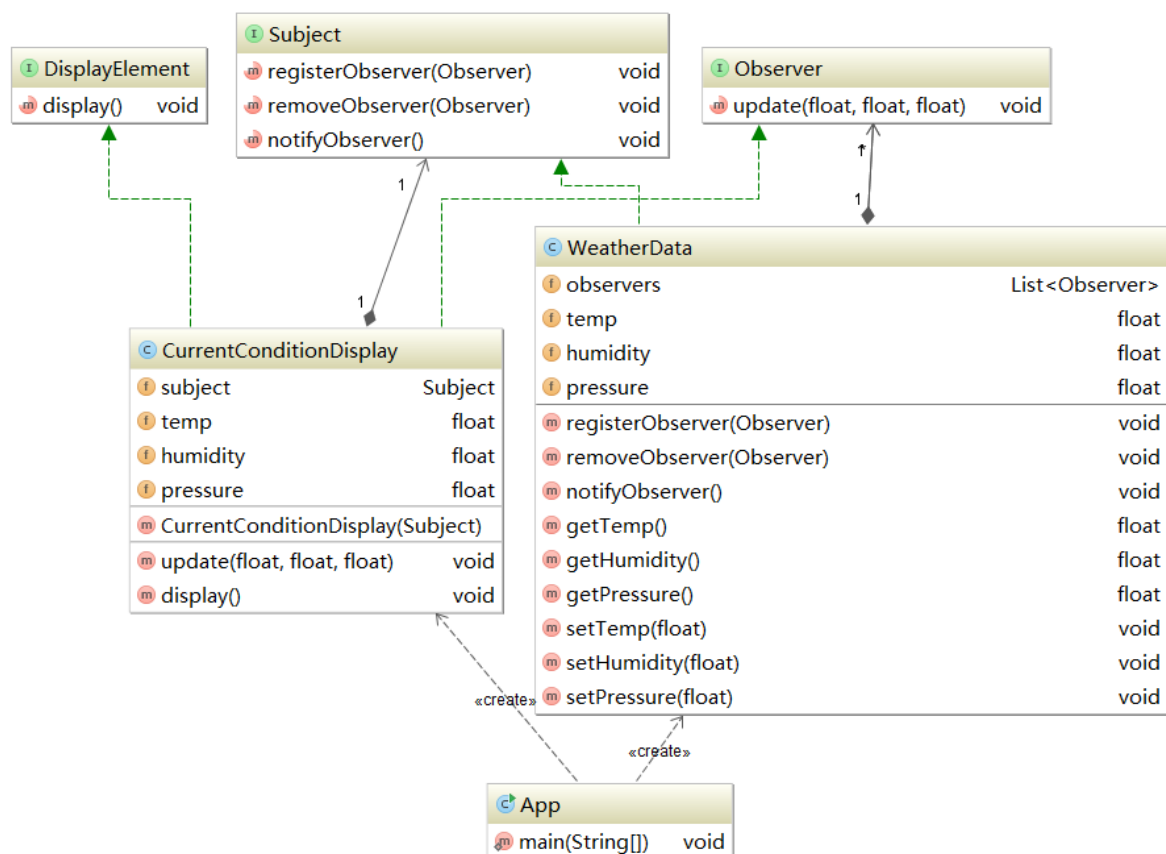 DisplayElement
display() void
Subject
registerObserver(Observer) void
removeObserver(Observer) void
notifyObserver() void
Observer
update(float, float, float) void
1
1
1
CurrentConditionDisplay
subject Subject
temp float
humidity float
pressure float
CurrentConditionDisplay(Subject)
update(float, float, float) void
display() void
WeatherData
observers List<Observer>
temp float
humidity float
pressure float
registerObserver(Observer) void
removeObserver(Observer) void
notifyObserver() void
getTemp() float
getHumidity() float
getPressure() float
setTemp(float) void
setHumidity(float) void
setPressure(float) void
«create»
«create»
App
main(String[]) void